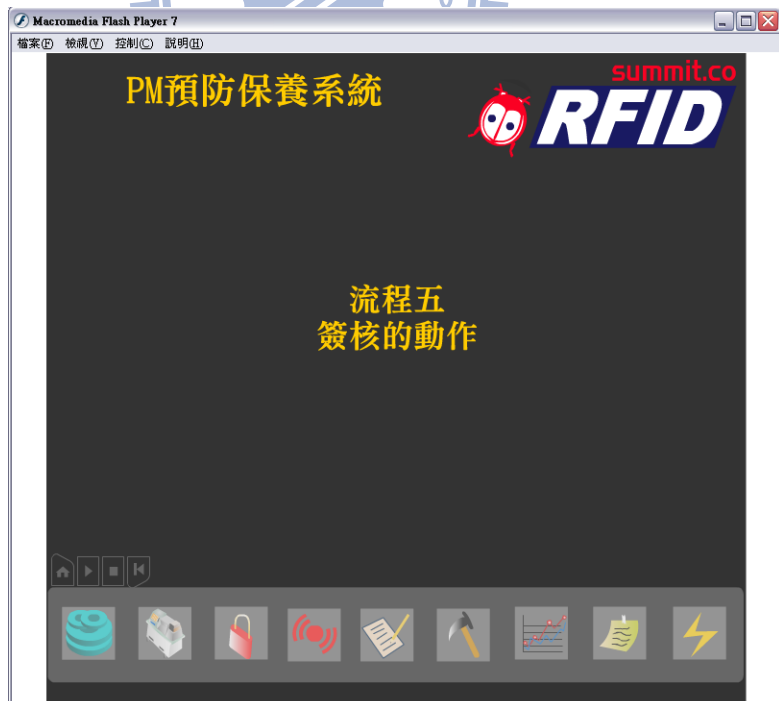 Macromedia Flash Player 7
檔案(F) 檢視(V) 控制(C) 說明(H)
PM預防保養系統
summit.co
RFID
流程五
簽核的動作